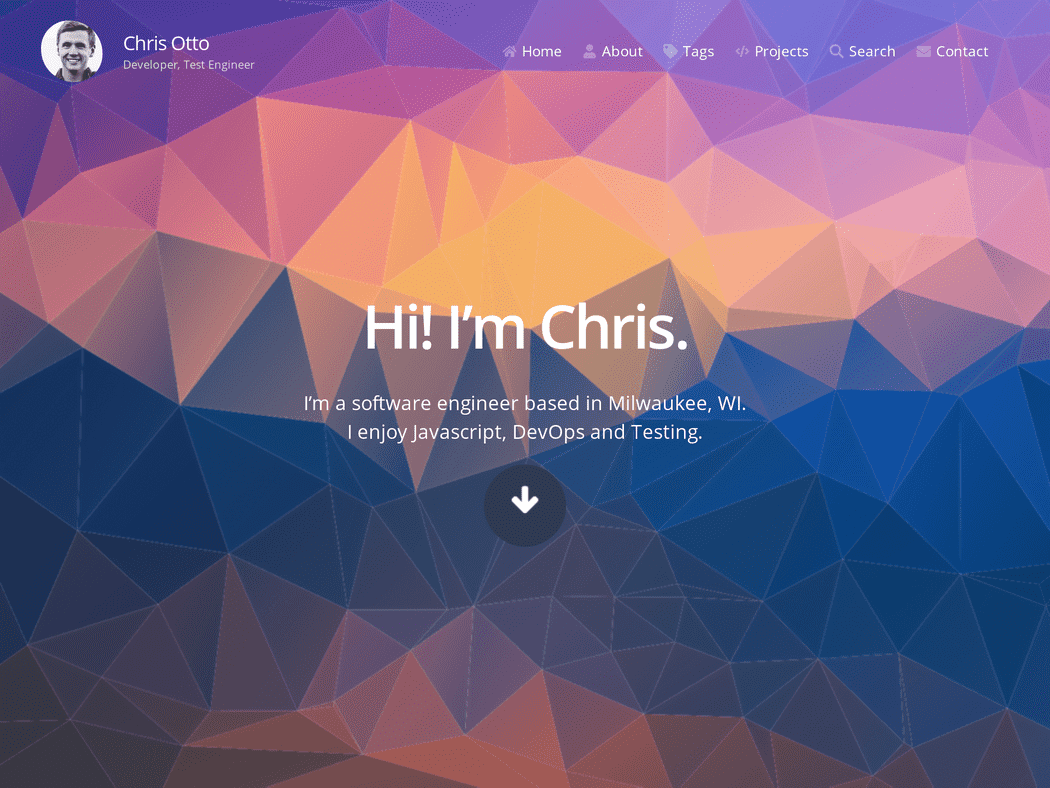 Chris Otto
Developer, Test Engineer
Home About Tags Projects Search Contact
Hi! I’m Chris.
I’m a software engineer based in Milwaukee, WI.
I enjoy Javascript, DevOps and Testing.